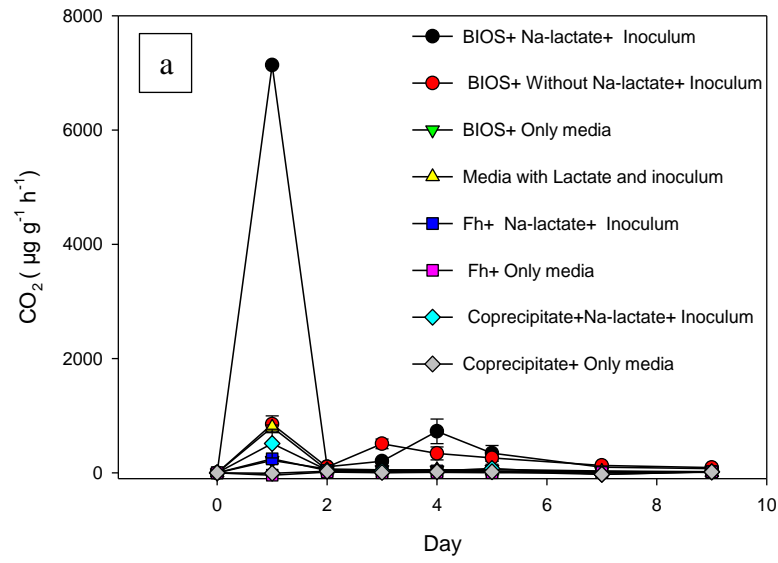 8000
6000
4000
2000
0
CO₂ ( µg g⁻¹ h⁻¹)
a
BIOS+ Na-lactate+ Inoculum
BIOS+ Without Na-lactate+ Inoculum
BIOS+ Only media
Media with Lactate and inoculum
Fh+ Na-lactate+ Inoculum
Fh+ Only media
Coprecipitate+Na-lactate+ Inoculum
Coprecipitate+ Only media
0 2 4 6 8 10
Day